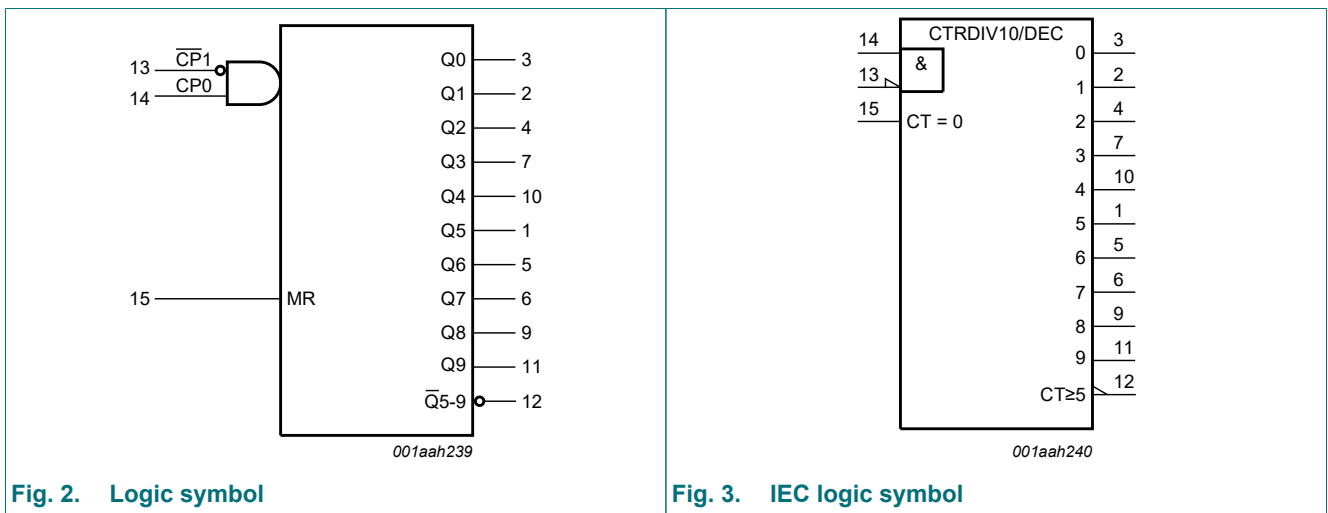 13 C̅P̅1
14 CP0
15 MR
Q0 3
Q1 2
Q2 4
Q3 7
Q4 10
Q5 1
Q6 5
Q7 6
Q8 9
Q9 11
Q̅5-9 12
001aah239
Fig. 2. Logic symbol
CTRDIV10/DEC
14 &
13
15 CT = 0
0 3
1 2
2 4
3 7
4 10
5 1
6 5
7 6
8 9
9 11
CT≥5 12
001aah240
Fig. 3. IEC logic symbol